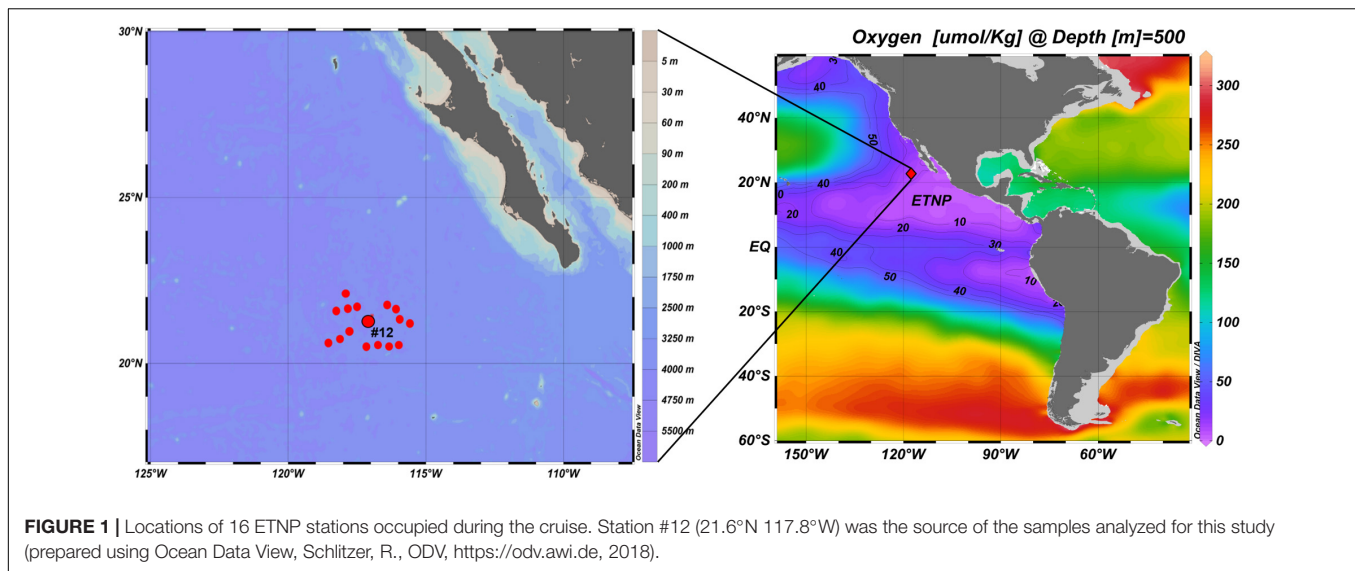 Oxygen [umol/Kg] @ Depth [m]=500
30°N
25°N
20°N
125°W
120°W
115°W
110°W
#12
5 m
30 m
60 m
90 m
200 m
400 m
1000 m
1750 m
2500 m
3250 m
4000 m
4750 m
5500 m
Ocean Data View
40°N
20°N
EQ
20°S
40°S
60°S
150°W
120°W
90°W
60°W
40
50
40
20
ETNP
10
20
30
40
50
40
10
300
250
200
150
100
50
0
Ocean Data View / DIVA
FIGURE 1 | Locations of 16 ETNP stations occupied during the cruise. Station #12 (21.6°N 117.8°W) was the source of the samples analyzed for this study
(prepared using Ocean Data View, Schlitzer, R., ODV, https://odv.awi.de, 2018).